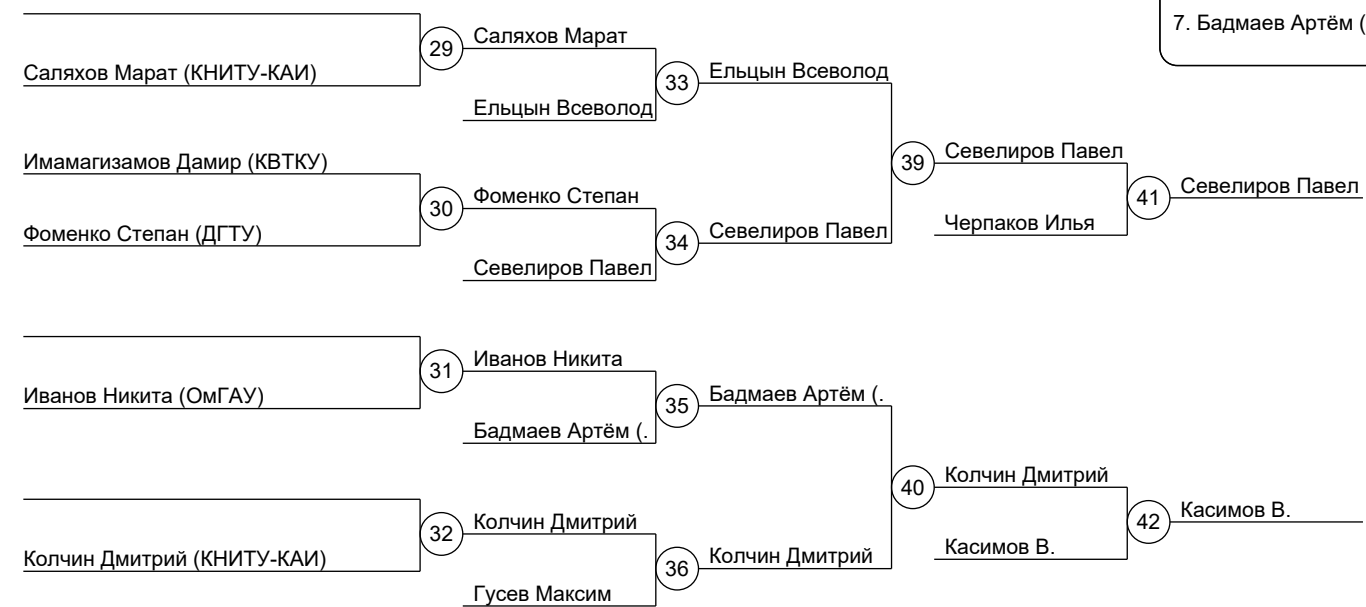 7. Бадмаев Артём (
29
Саляхов Марат
Саляхов Марат (КНИТУ-КАИ)
33
Ельцын Всеволод
Ельцын Всеволод
Имамагизамов Дамир (КВТКУ)
39
Севелиров Павел
30
Фоменко Степан
41
Севелиров Павел
Фоменко Степан (ДГТУ)
34
Севелиров Павел
Черпаков Илья
Севелиров Павел
31
Иванов Никита
Иванов Никита (ОмГАУ)
35
Бадмаев Артём (.
Бадмаев Артём (.
40
Колчин Дмитрий
32
Колчин Дмитрий
42
Касимов В.
Колчин Дмитрий (КНИТУ-КАИ)
36
Колчин Дмитрий
Касимов В.
Гусев Максим